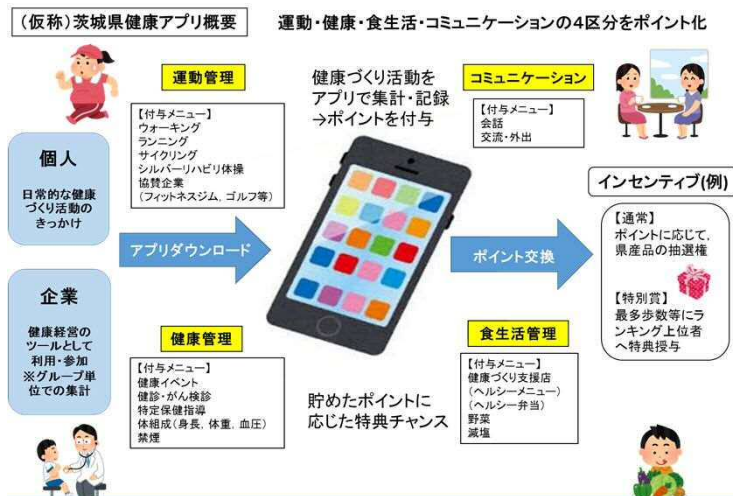 (仮称)茨城県健康アプリ概要
運動・健康・食生活・コミュニケーションの4区分をポイント化
個人
日常的な健康
づくり活動の
きっかけ
企業
健康経営の
ツールとして
利用・参加
※グループ単
位での集計
運動管理
【付与メニュー】
ウォーキング
ランニング
サイクリング
シルバーリハビリ体操
協賛企業
(フィットネスジム, ゴルフ等)
アプリダウンロード
健康管理
【付与メニュー】
健康イベント
健診・がん検診
特定保健指導
体組成(身長, 体重, 血圧)
禁煙
健康づくり活動を
アプリで集計・記録
→ポイントを付与
貯めたポイントに
応じた特典チャンス
コミュニケーション
【付与メニュー】
会話
交流・外出
ポイント交換
食生活管理
【付与メニュー】
健康づくり支援店
(ヘルシーメニュー)
(ヘルシー弁当)
野菜
減塩
インセンティブ(例)
【通常】
ポイントに応じて,
県産品の抽選権
【特別賞】
最多歩数等にラ
ンキング上位者
へ特典授与